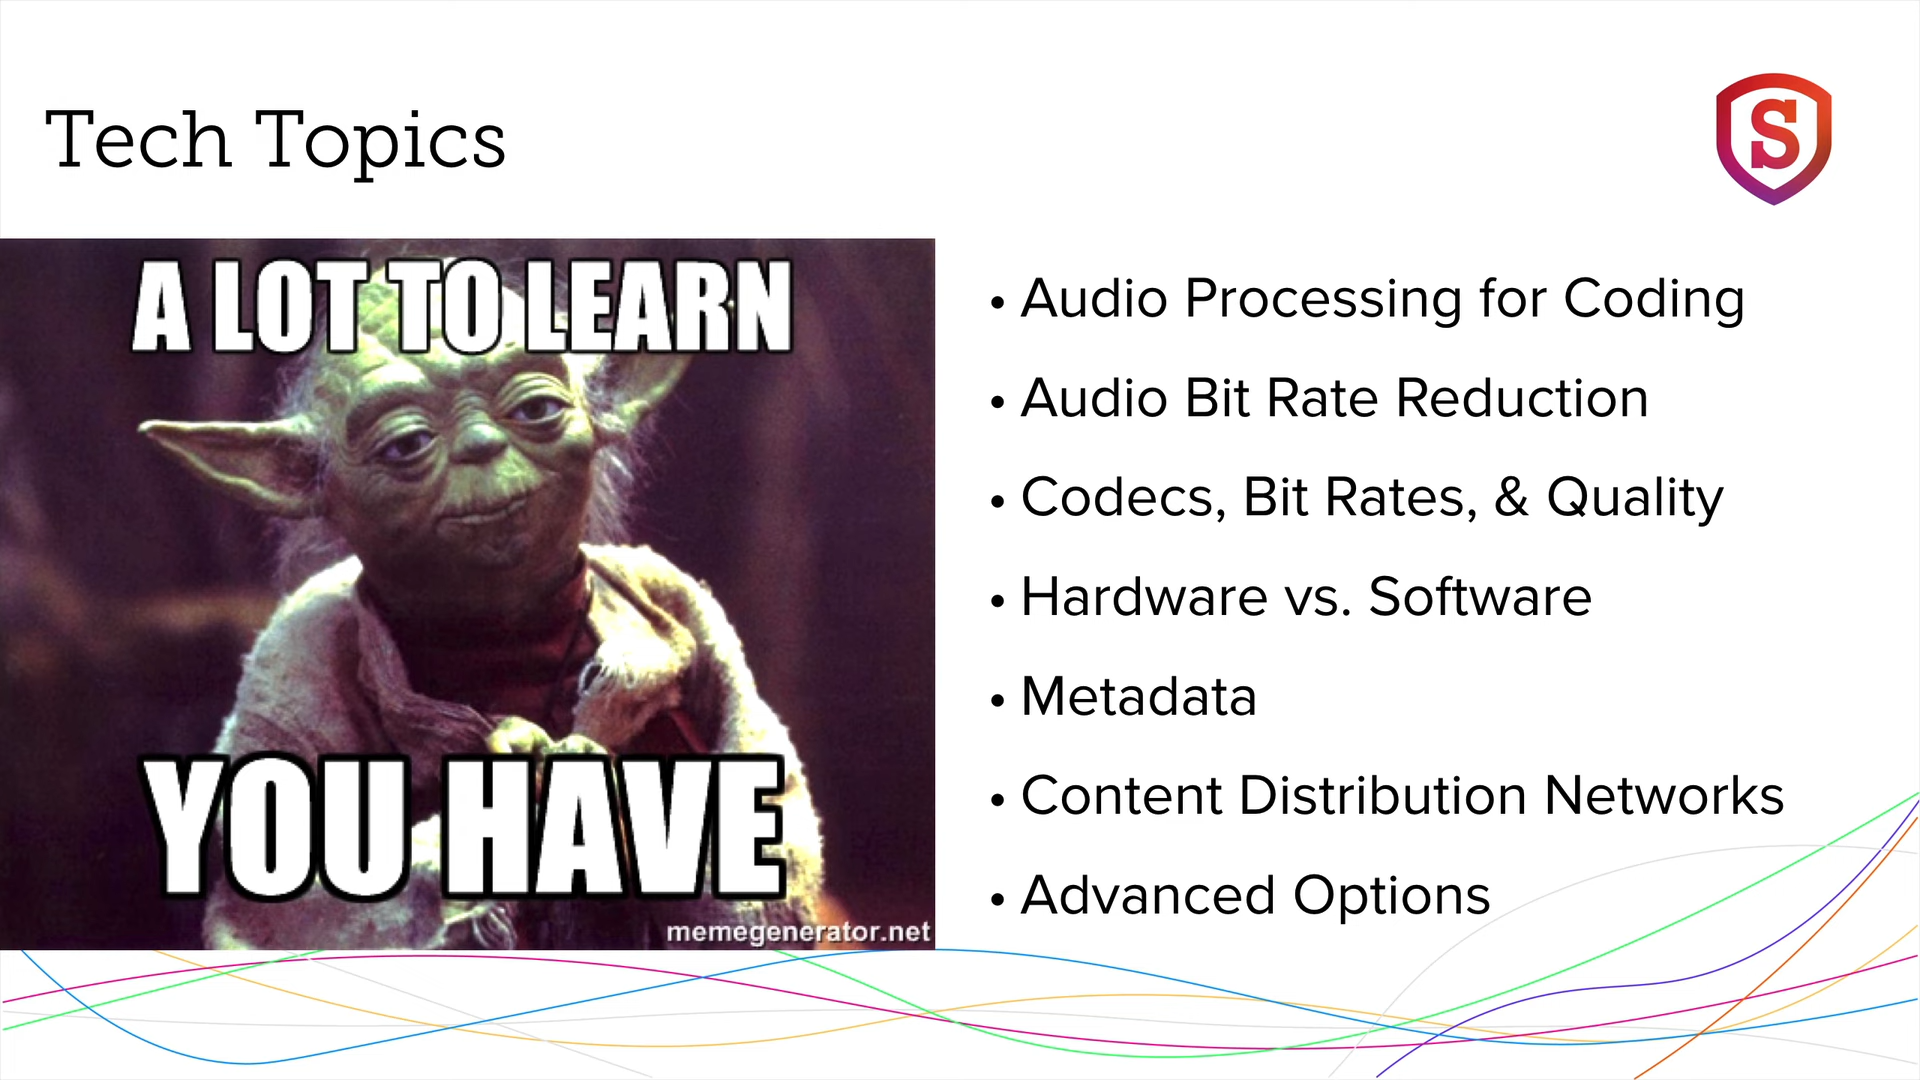 Tech Topics
S
A LOT TO LEARN
YOU HAVE
memegenerator.net
• Audio Processing for Coding
• Audio Bit Rate Reduction
• Codecs, Bit Rates, & Quality
• Hardware vs. Software
• Metadata
• Content Distribution Networks
• Advanced Options